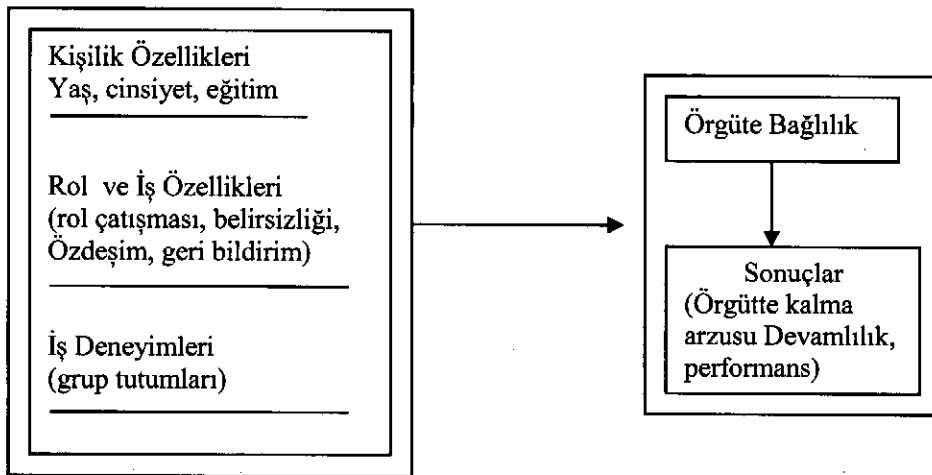 Kişilik Özellikleri
Yaş, cinsiyet, eğitim
Rol ve İş Özellikleri
(rol çatışması, belirsizliği,
Özdeşim, geri bildirim)
İş Deneyimleri
(grup tutumları)
Örgüte Bağlılık
Sonuçlar
(Örgütte kalma
arzusu Devamlılık,
performans)